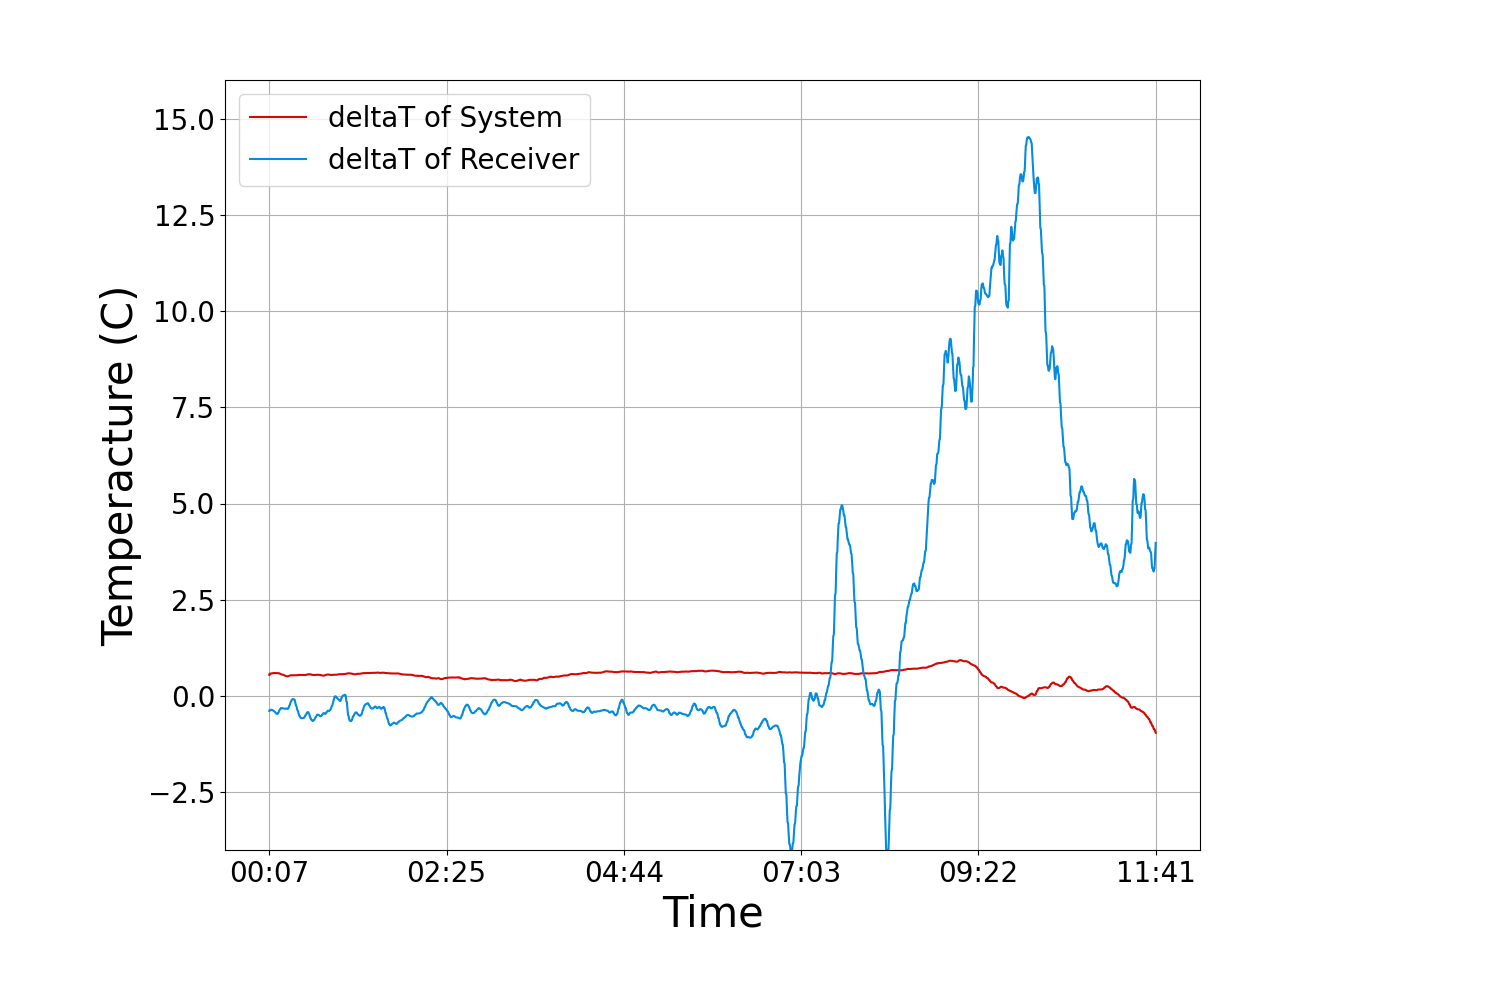 deltaT of System
deltaT of Receiver
Temperacture (C)
15.0
12.5
10.0
7.5
5.0
2.5
0.0
−2.5
00:07 02:25 04:44 07:03 09:22 11:41
Time